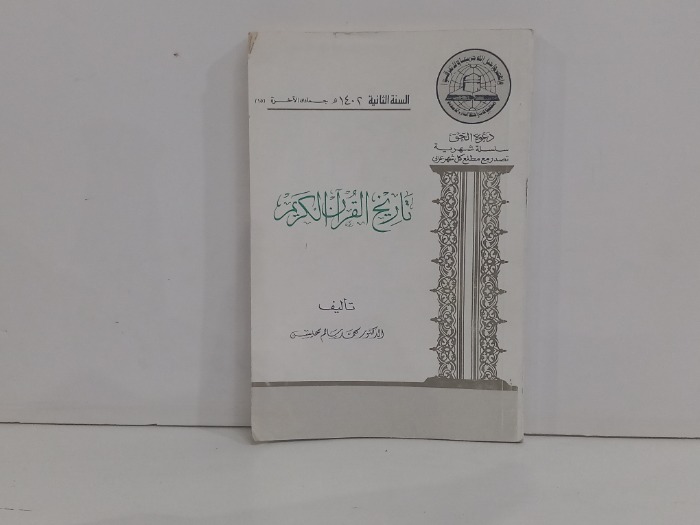 السنة الثانية ١٤٠٢ هـ جمادى الآخرة (١٥)
دعوة الحق
سلسلة شهرية
تصدر مع مطلع كل شهر عربي
تاريخ القرآن الكريم
تأليف
الدكتور محمد سالم محيسن